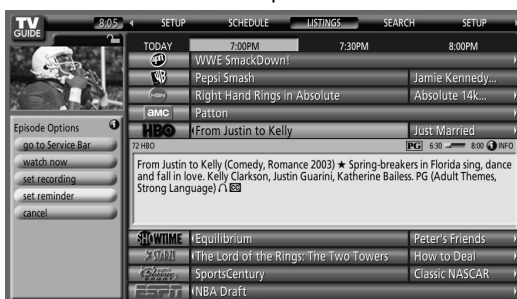 TV GUIDE 8:05 SETUP SCHEDULE LISTINGS SEARCH SETUP
TODAY 7:00PM 7:30PM 8:00PM
WWE SmackDown!
WB Pepsi Smash Jamie Kennedy...
HSN Right Hand Rings in Absolute Absolute 14k...
amc Patton
HBO From Justin to Kelly Just Married
72 HBO PG 6:30 8:00 INFO
Episode Options
go to Service Bar
watch now
set recording
set reminder
cancel
From Justin to Kelly (Comedy, Romance 2003) ★ Spring-breakers in Florida sing, dance
and fall in love. Kelly Clarkson, Justin Guarini, Katherine Bailess. PG (Adult Themes,
Strong Language)
SHOWTIME Equilibrium Peter's Friends
STARZ! The Lord of the Rings: The Two Towers How to Deal
Classic SportsCentury Classic NASCAR
ESPN NBA Draft